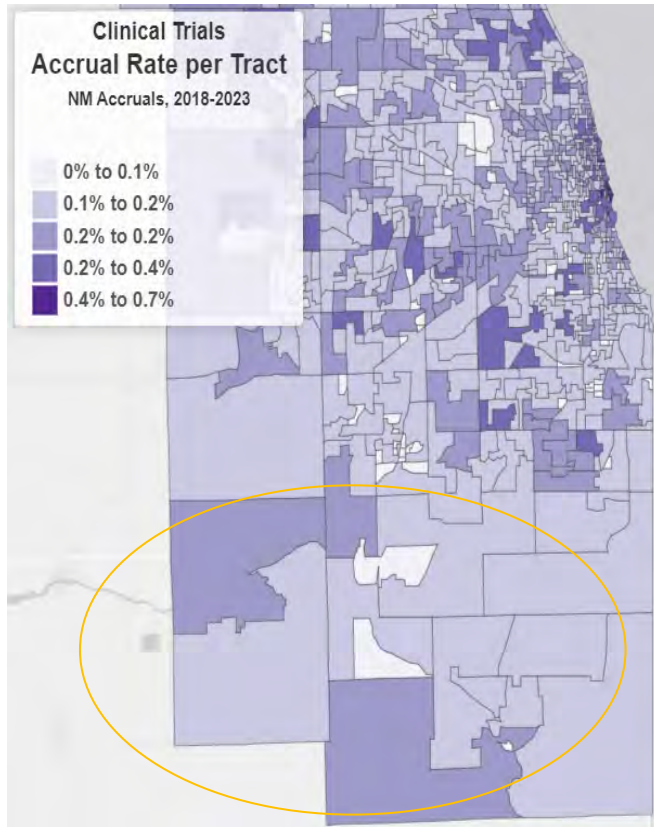 Clinical Trials
Accrual Rate per Tract
NM Accruals, 2018-2023
0% to 0.1%
0.1% to 0.2%
0.2% to 0.2%
0.2% to 0.4%
0.4% to 0.7%